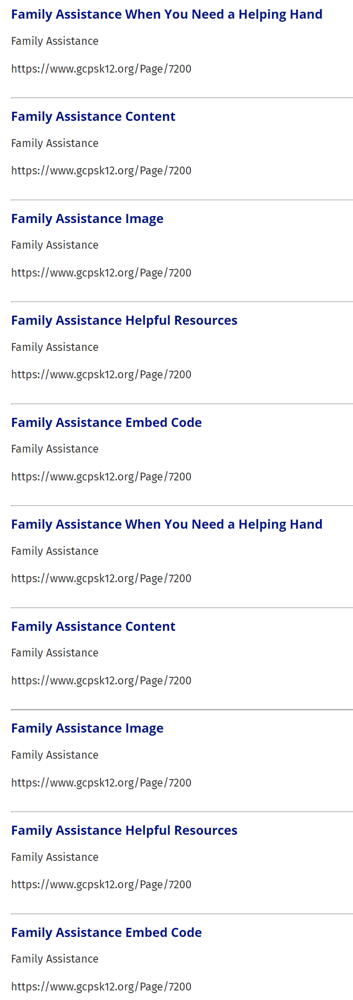 Family Assistance When You Need a Helping Hand
Family Assistance
https://www.gcpsk12.org/Page/7200
Family Assistance Content
Family Assistance
https://www.gcpsk12.org/Page/7200
Family Assistance Image
Family Assistance
https://www.gcpsk12.org/Page/7200
Family Assistance Helpful Resources
Family Assistance
https://www.gcpsk12.org/Page/7200
Family Assistance Embed Code
Family Assistance
https://www.gcpsk12.org/Page/7200
Family Assistance When You Need a Helping Hand
Family Assistance
https://www.gcpsk12.org/Page/7200
Family Assistance Content
Family Assistance
https://www.gcpsk12.org/Page/7200
Family Assistance Image
Family Assistance
https://www.gcpsk12.org/Page/7200
Family Assistance Helpful Resources
Family Assistance
https://www.gcpsk12.org/Page/7200
Family Assistance Embed Code
Family Assistance
https://www.gcpsk12.org/Page/7200